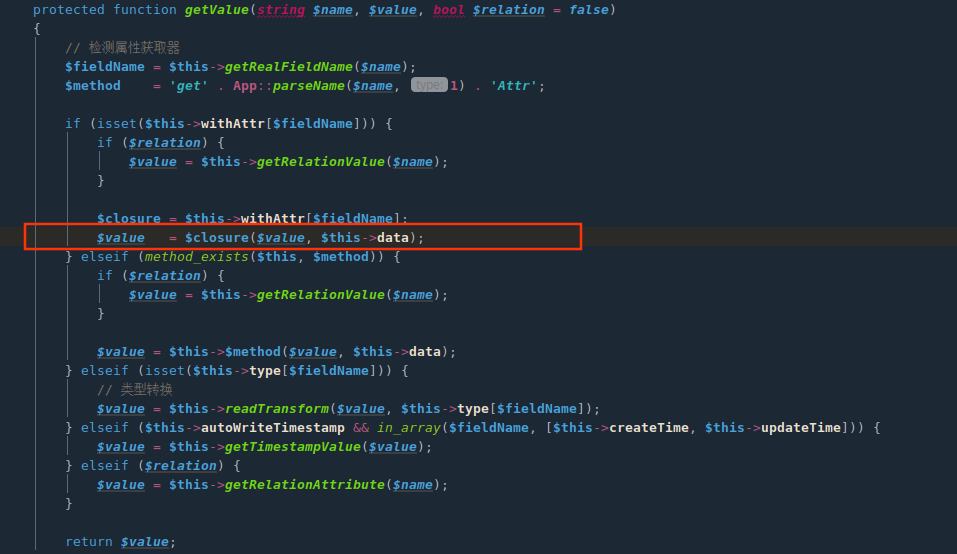 protected function getValue(string $name, $value, bool $relation = false)
{
// 检测属性获取器
$fieldName = $this->getRealFieldName($name);
$method    = 'get' . App::parseName($name, type: 1) . 'Attr';
if (isset($this->withAttr[$fieldName])) {
if ($relation) {
$value = $this->getRelationValue($name);
}
$closure = $this->withAttr[$fieldName];
$value   = $closure($value, $this->data);
} elseif (method_exists($this, $method)) {
if ($relation) {
$value = $this->getRelationValue($name);
}
$value = $this->$method($value, $this->data);
} elseif (isset($this->type[$fieldName])) {
// 类型转换
$value = $this->readTransform($value, $this->type[$fieldName]);
} elseif ($this->autoWriteTimestamp && in_array($fieldName, [$this->createTime, $this->updateTime])) {
$value = $this->getTimestampValue($value);
} elseif ($relation) {
$value = $this->getRelationAttribute($name);
}
return $value;